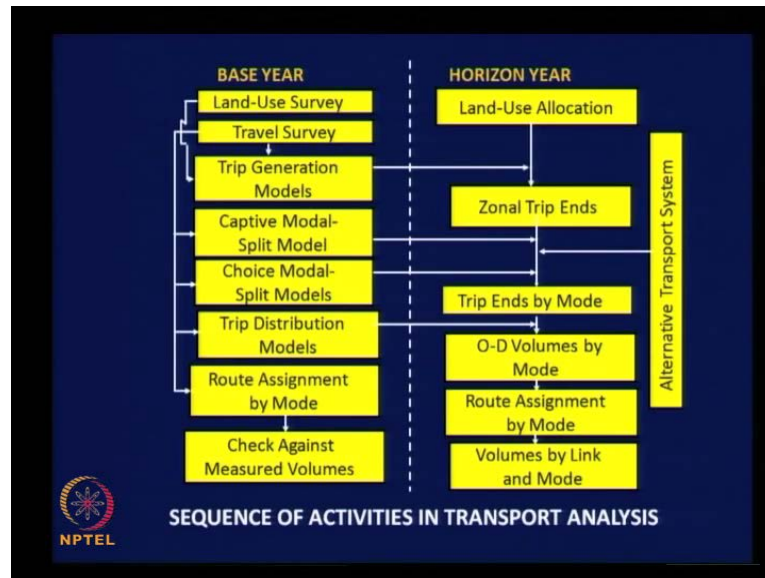 BASE YEAR
Land-Use Survey
Travel Survey
Trip Generation
Models
Captive Modal-
Split Model
Choice Modal-
Split Models
Trip Distribution
Models
Route Assignment
by Mode
Check Against
Measured Volumes
HORIZON YEAR
Land-Use Allocation
Zonal Trip Ends
Trip Ends by Mode
O-D Volumes by
Mode
Route Assignment
by Mode
Volumes by Link
and Mode
Alternative Transport System
SEQUENCE OF ACTIVITIES IN TRANSPORT ANALYSIS
NPTEL